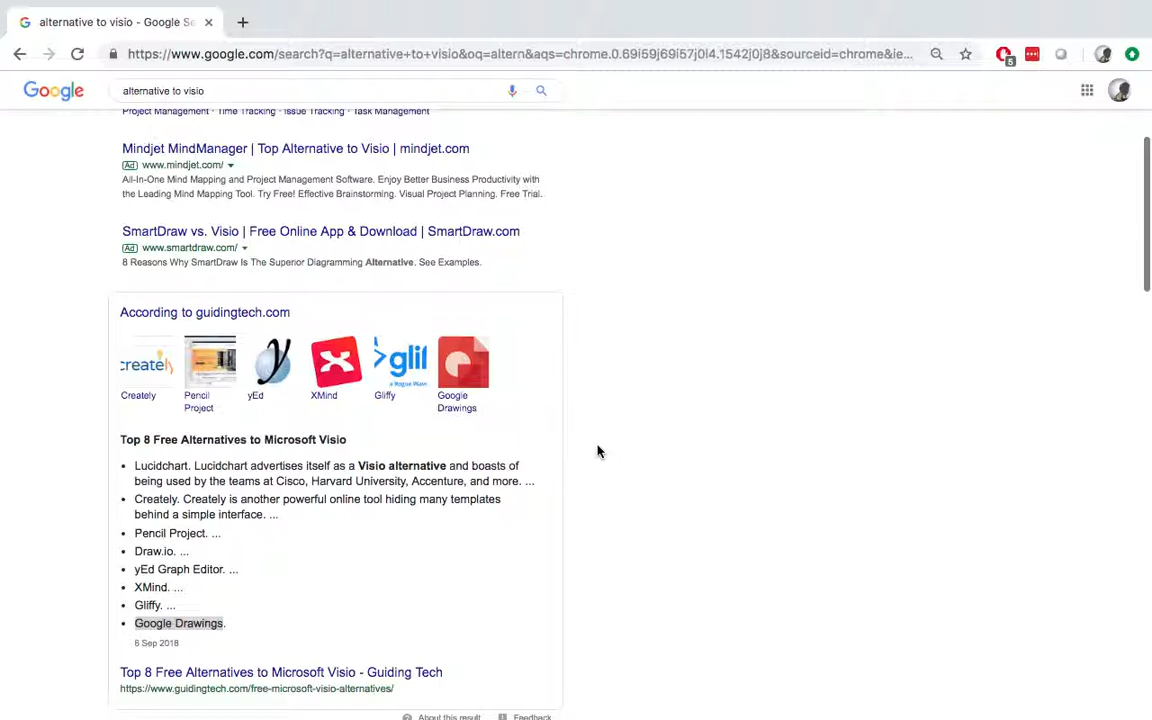 alternative to visio - Google Se
https://www.google.com/search?q=alternative+to+visio&oq=altern&aqs=chrome.0.69i59j69i57j0l4.1542j0j8&sourceid=chrome&ie...
5
Google
alternative to visio
Project Management · Time Tracking · Issue Tracking · Task Management
Mindjet MindManager | Top Alternative to Visio | mindjet.com
Ad www.mindjet.com/
All-In-One Mind Mapping and Project Management Software. Enjoy Better Business Productivity with
the Leading Mind Mapping Tool. Try Free! Effective Brainstorming. Visual Project Planning. Free Trial.
SmartDraw vs. Visio | Free Online App & Download | SmartDraw.com
Ad www.smartdraw.com/
8 Reasons Why SmartDraw Is The Superior Diagramming Alternative. See Examples.
According to guidingtech.com
creately
y
>glif
a Rogue Wave
Creately
Pencil Project
yEd
XMind
Gliffy
Google Drawings
Top 8 Free Alternatives to Microsoft Visio
• Lucidchart. Lucidchart advertises itself as a Visio alternative and boasts of
being used by the teams at Cisco, Harvard University, Accenture, and more. ...
• Creately. Creately is another powerful online tool hiding many templates
behind a simple interface. ...
• Pencil Project. ...
• Draw.io. ...
• yEd Graph Editor. ...
• XMind. ...
• Gliffy. ...
• Google Drawings.
6 Sep 2018
Top 8 Free Alternatives to Microsoft Visio - Guiding Tech
https://www.guidingtech.com/free-microsoft-visio-alternatives/
About this result
Feedback